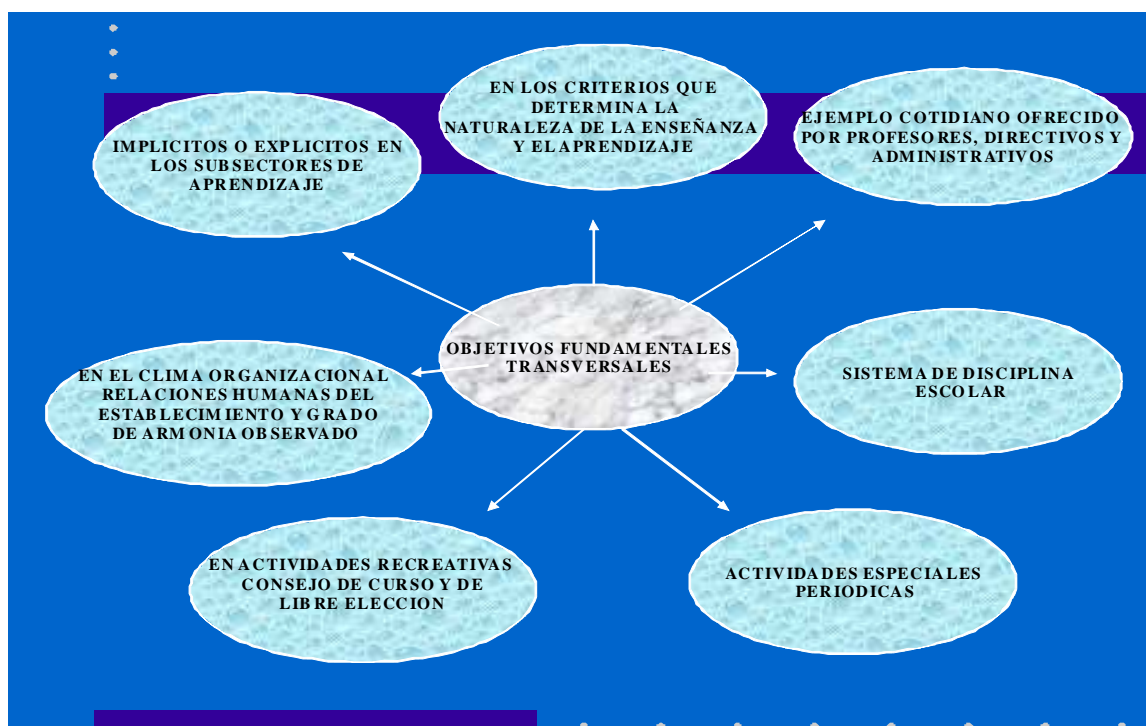 EN LOS CRITERIOS QUE
DETERMINA LA
NATURALEZA DE LA ENSEÑANZA
Y EL APRENDIZAJE
IMPLICITOS O EXPLICITOS EN
LOS SUBSECTORES DE
APRENDIZAJE
EJEMPLO COTIDIANO OFRECIDO
POR PROFESORES, DIRECTIVOS Y
ADMINISTRATIVOS
OBJETIVOS FUNDAMENTALES
TRANSVERSALES
EN EL CLIMA ORGANIZACIONAL
RELACIONES HUMANAS DEL
ESTABLECIMIENTO Y GRADO
DE ARMONIA OBSERVADO
SISTEMA DE DISCIPLINA
ESCOLAR
EN ACTIVIDADES RECREATIVAS
CONSEJO DE CURSO Y DE
LIBRE ELECCION
ACTIVIDADES ESPECIALES
PERIODICAS